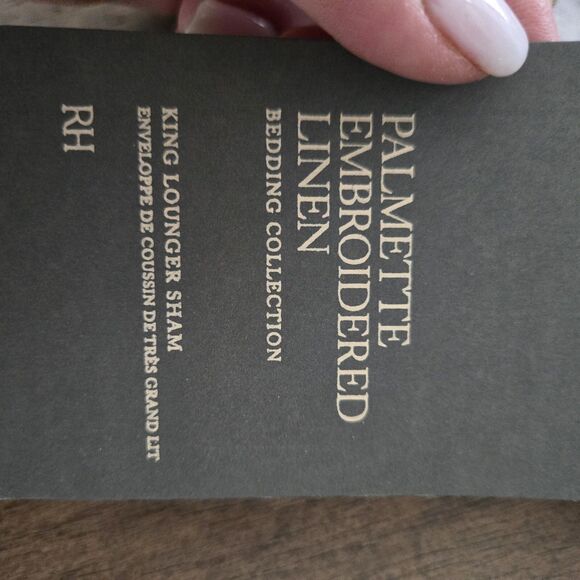 PALMETTE
EMBROIDERED
LINEN
BEDDING COLLECTION
KING LOUNGER SHAM
ENVELOPPE DE COUSSIN DE TRÈS GRAND LIT
RH